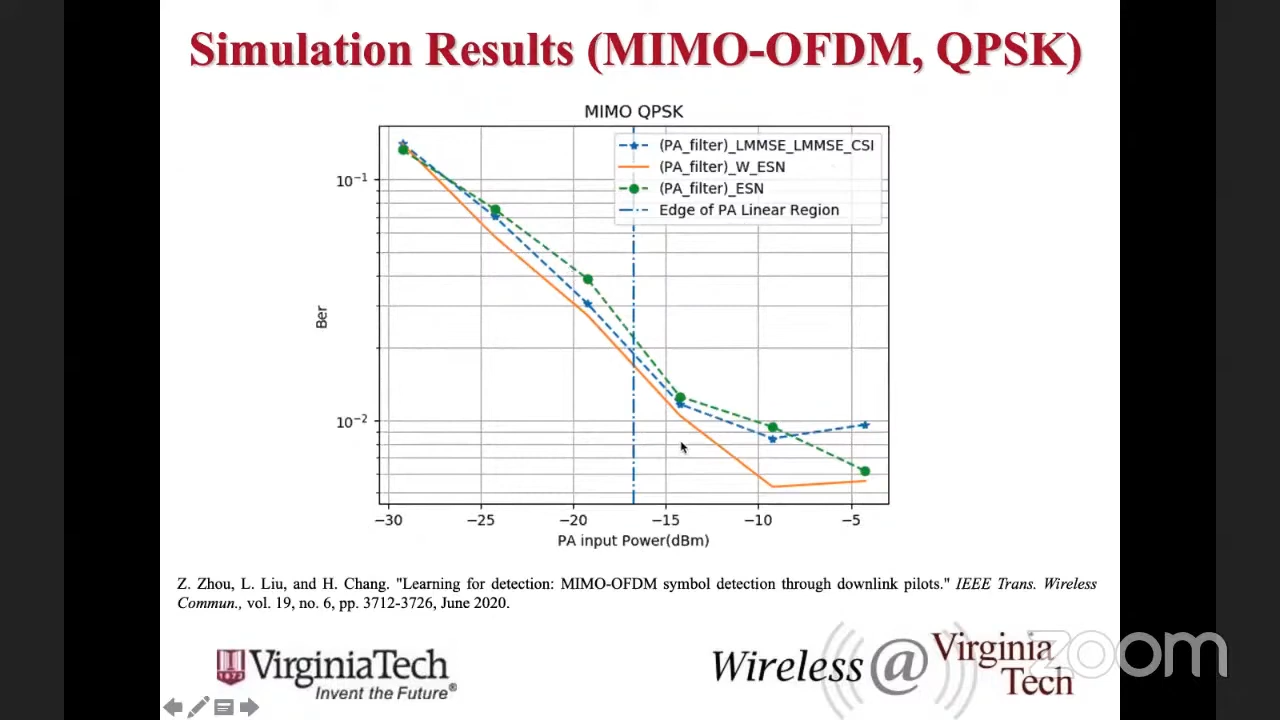 Simulation Results (MIMO-OFDM, QPSK)
MIMO QPSK
(PA_filter)_LMMSE_LMMSE_CSI
(PA_filter)_W_ESN
(PA_filter)_ESN
Edge of PA Linear Region
10⁻¹
10⁻²
Ber
−30 −25 −20 −15 −10 −5
PA input Power(dBm)
Z. Zhou, L. Liu, and H. Chang. "Learning for detection: MIMO-OFDM symbol detection through downlink pilots." IEEE Trans. Wireless
Commun., vol. 19, no. 6, pp. 3712-3726, June 2020.
1872
VirginiaTech
Invent the Future®
Wireless @ Virginia
Tech
zoom